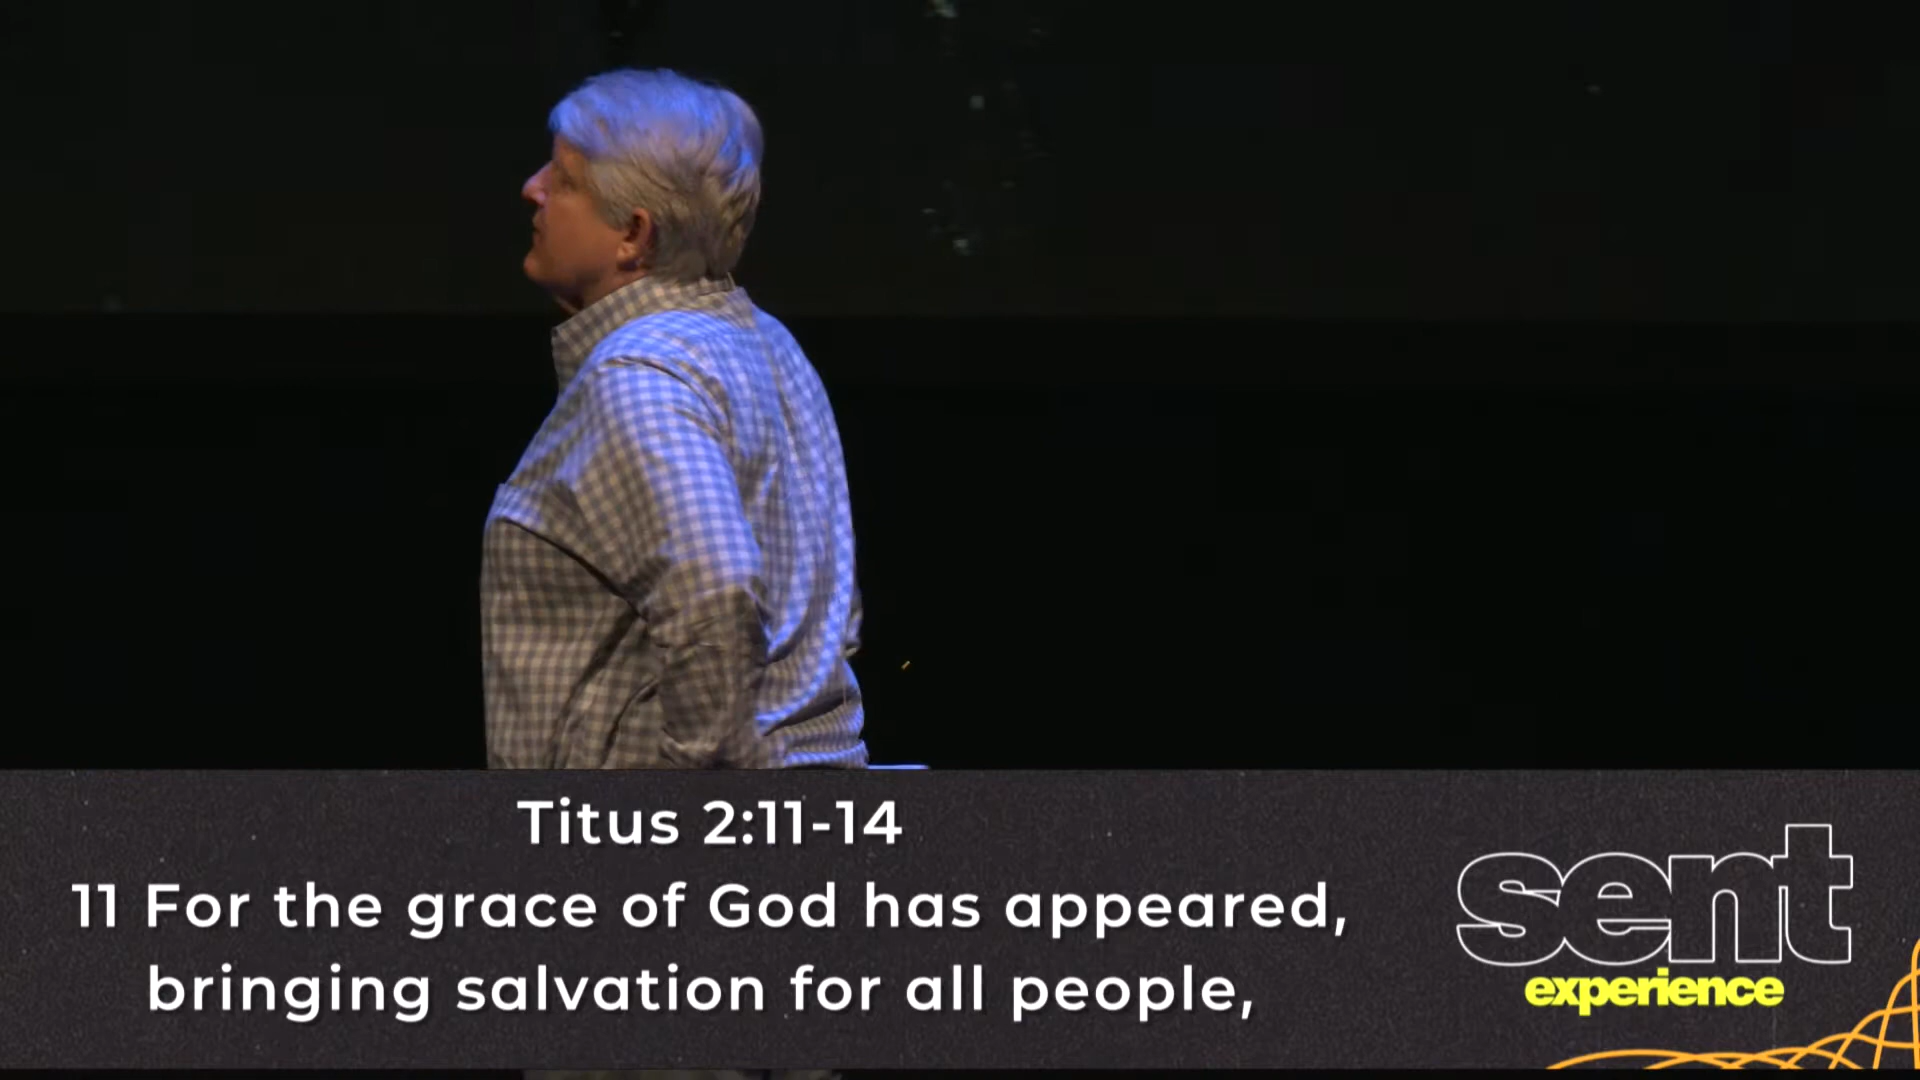 Titus 2:11-14
11 For the grace of God has appeared,
bringing salvation for all people,
sent
experience